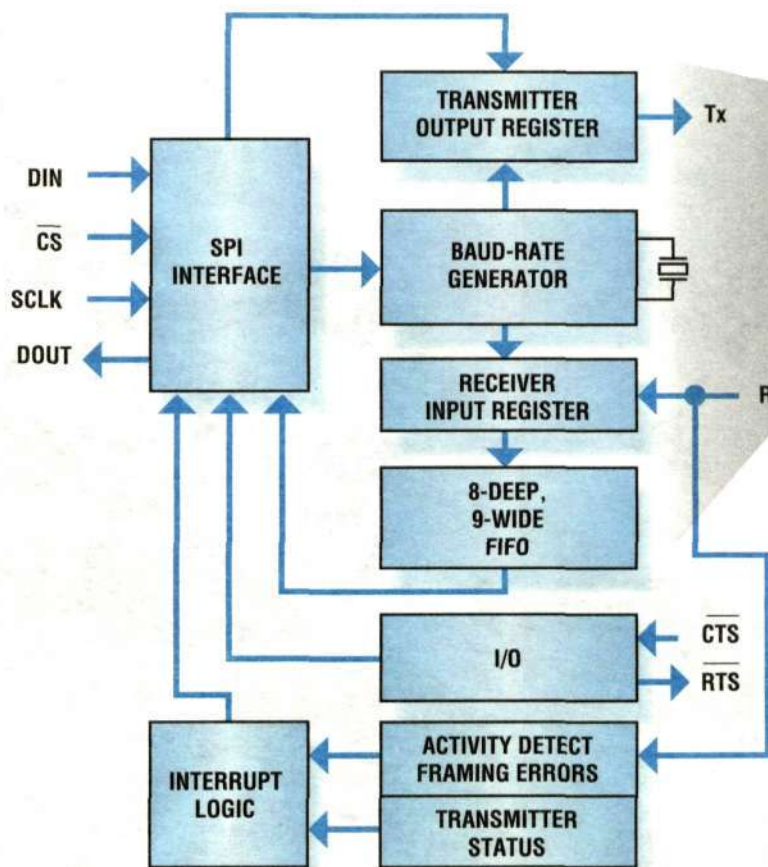 TRANSMITTER
OUTPUT REGISTER
Tx
DIN
CS
SCLK
DOUT
SPI
INTERFACE
BAUD-RATE
GENERATOR
RECEIVER
INPUT REGISTER
8-DEEP,
9-WIDE
FIFO
I/O
CTS
RTS
INTERRUPT
LOGIC
ACTIVITY DETECT
FRAMING ERRORS
TRANSMITTER
STATUS